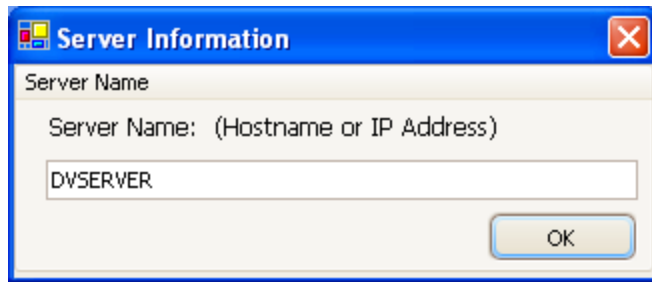 Server Information
Server Name
Server Name: (Hostname or IP Address)
DVSERVER
OK